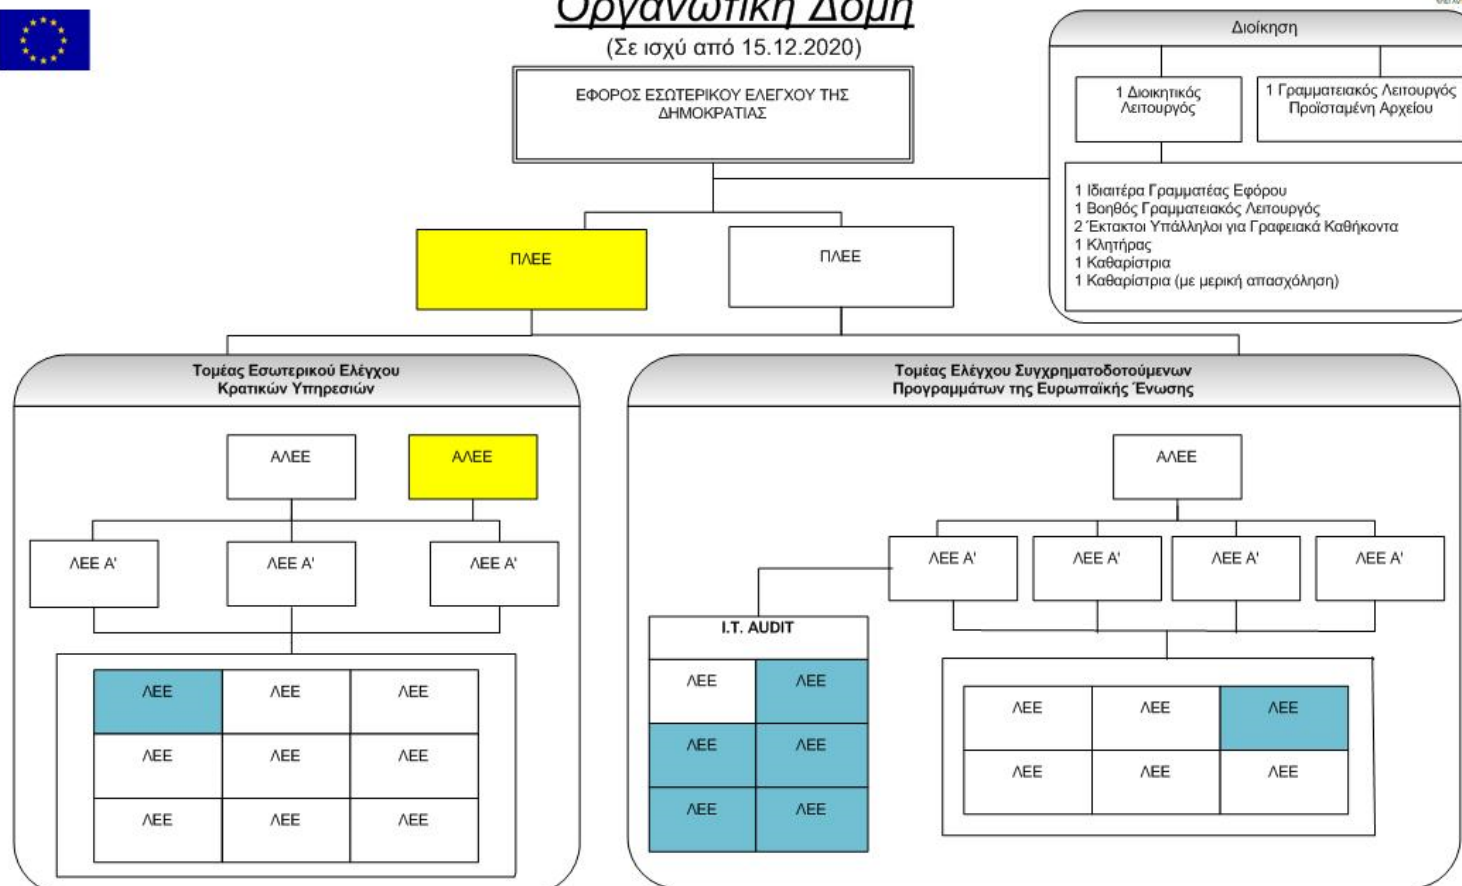 Οργανωτική Δομή
(Σε ισχύ από 15.12.2020)
ΕΦΟΡΟΣ ΕΣΩΤΕΡΙΚΟΥ ΕΛΕΓΧΟΥ ΤΗΣ
ΔΗΜΟΚΡΑΤΙΑΣ
Διοίκηση
1 Διοικητικός
Λειτουργός
1 Γραμματειακός Λειτουργός
Προϊσταμένη Αρχείου
1 Ιδιαιτέρα Γραμματέας Εφόρου
1 Βοηθός Γραμματειακός Λειτουργός
2 Έκτακτοι Υπάλληλοι για Γραφειακά Καθήκοντα
1 Κλητήρας
1 Καθαρίστρια
1 Καθαρίστρια (με μερική απασχόληση)
ΠΛΕΕ
ΠΛΕΕ
Τομέας Εσωτερικού Ελέγχου
Κρατικών Υπηρεσιών
ΑΛΕΕ
ΑΛΕΕ
ΛΕΕ Α'
ΛΕΕ Α'
ΛΕΕ Α'
ΛΕΕ ΛΕΕ ΛΕΕ
ΛΕΕ ΛΕΕ ΛΕΕ
ΛΕΕ ΛΕΕ ΛΕΕ
Τομέας Ελέγχου Συγχρηματοδοτούμενων
Προγραμμάτων της Ευρωπαϊκής Ένωσης
ΑΛΕΕ
ΛΕΕ Α'
ΛΕΕ Α'
ΛΕΕ Α'
ΛΕΕ Α'
I.T. AUDIT
ΛΕΕ ΛΕΕ
ΛΕΕ ΛΕΕ
ΛΕΕ ΛΕΕ
ΛΕΕ ΛΕΕ ΛΕΕ
ΛΕΕ ΛΕΕ ΛΕΕ